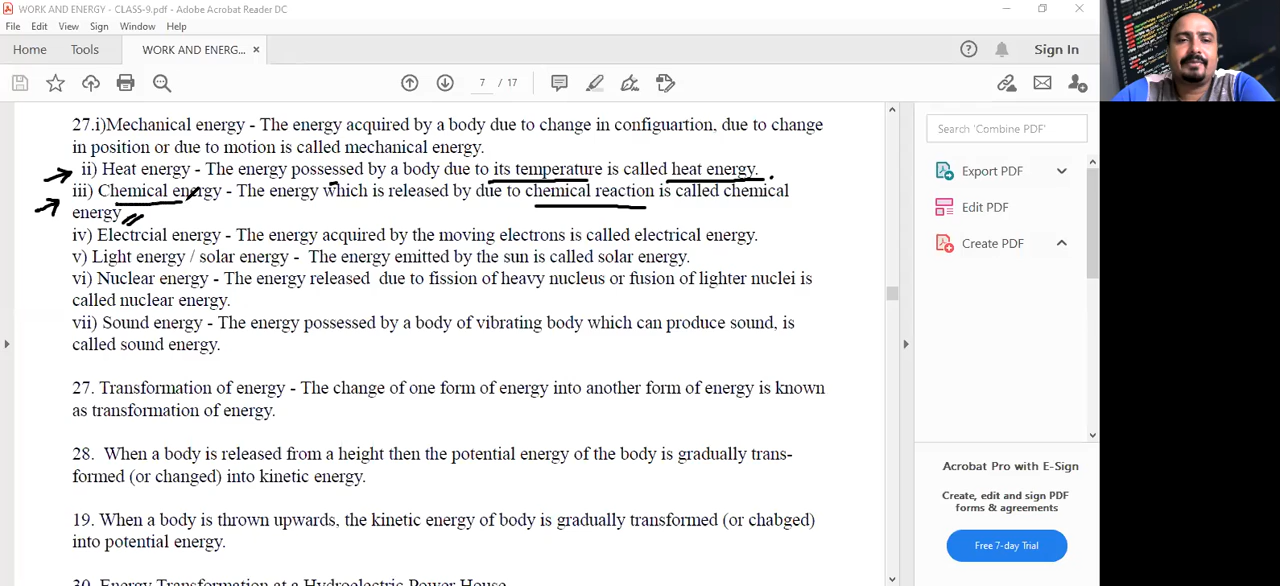 WORK AND ENERGY - CLASS-9.pdf - Adobe Acrobat Reader DC
File Edit View Sign Window Help
Home Tools WORK AND ENERG... × Sign In
7 / 17
27.i)Mechanical energy - The energy acquired by a body due to change in configuartion, due to change
in position or due to motion is called mechanical energy.
ii) Heat energy - The energy possessed by a body due to its temperature is called heat energy.
iii) Chemical energy - The energy which is released by due to chemical reaction is called chemical
energy
iv) Electrcial energy - The energy acquired by the moving electrons is called electrical energy.
v) Light energy / solar energy - The energy emitted by the sun is called solar energy.
vi) Nuclear energy - The energy released due to fission of heavy nucleus or fusion of lighter nuclei is
called nuclear energy.
vii) Sound energy - The energy possessed by a body of vibrating body which can produce sound, is
called sound energy.
27. Transformation of energy - The change of one form of energy into another form of energy is known
as transformation of energy.
28. When a body is released from a height then the potential energy of the body is gradually trans-
formed (or changed) into kinetic energy.
19. When a body is thrown upwards, the kinetic energy of body is gradually transformed (or chabged)
into potential energy.
30. Energy Transformation at a Hydroelectric Power House
Search 'Combine PDF'
Export PDF
Edit PDF
Create PDF
Acrobat Pro with E-Sign
Create, edit and sign PDF
forms & agreements
Free 7-day Trial